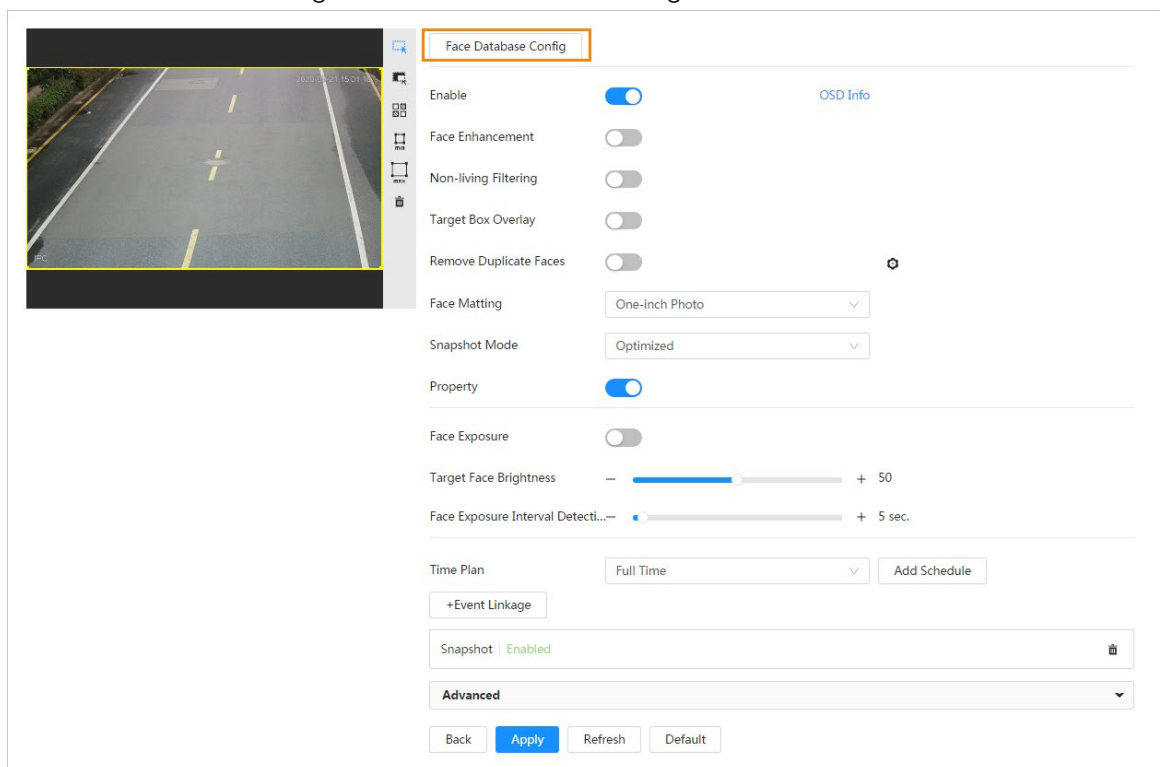 Face Database Config
Enable OSD Info
Face Enhancement
min
Non-living Filtering
max
Target Box Overlay
IPC
Remove Duplicate Faces
Face Matting One-inch Photo
Snapshot Mode Optimized
Property
Face Exposure
Target Face Brightness − + 50
Face Exposure Interval Detecti...− + 5 sec.
Time Plan Full Time Add Schedule
+Event Linkage
Snapshot | Enabled
Advanced
Back Apply Refresh Default